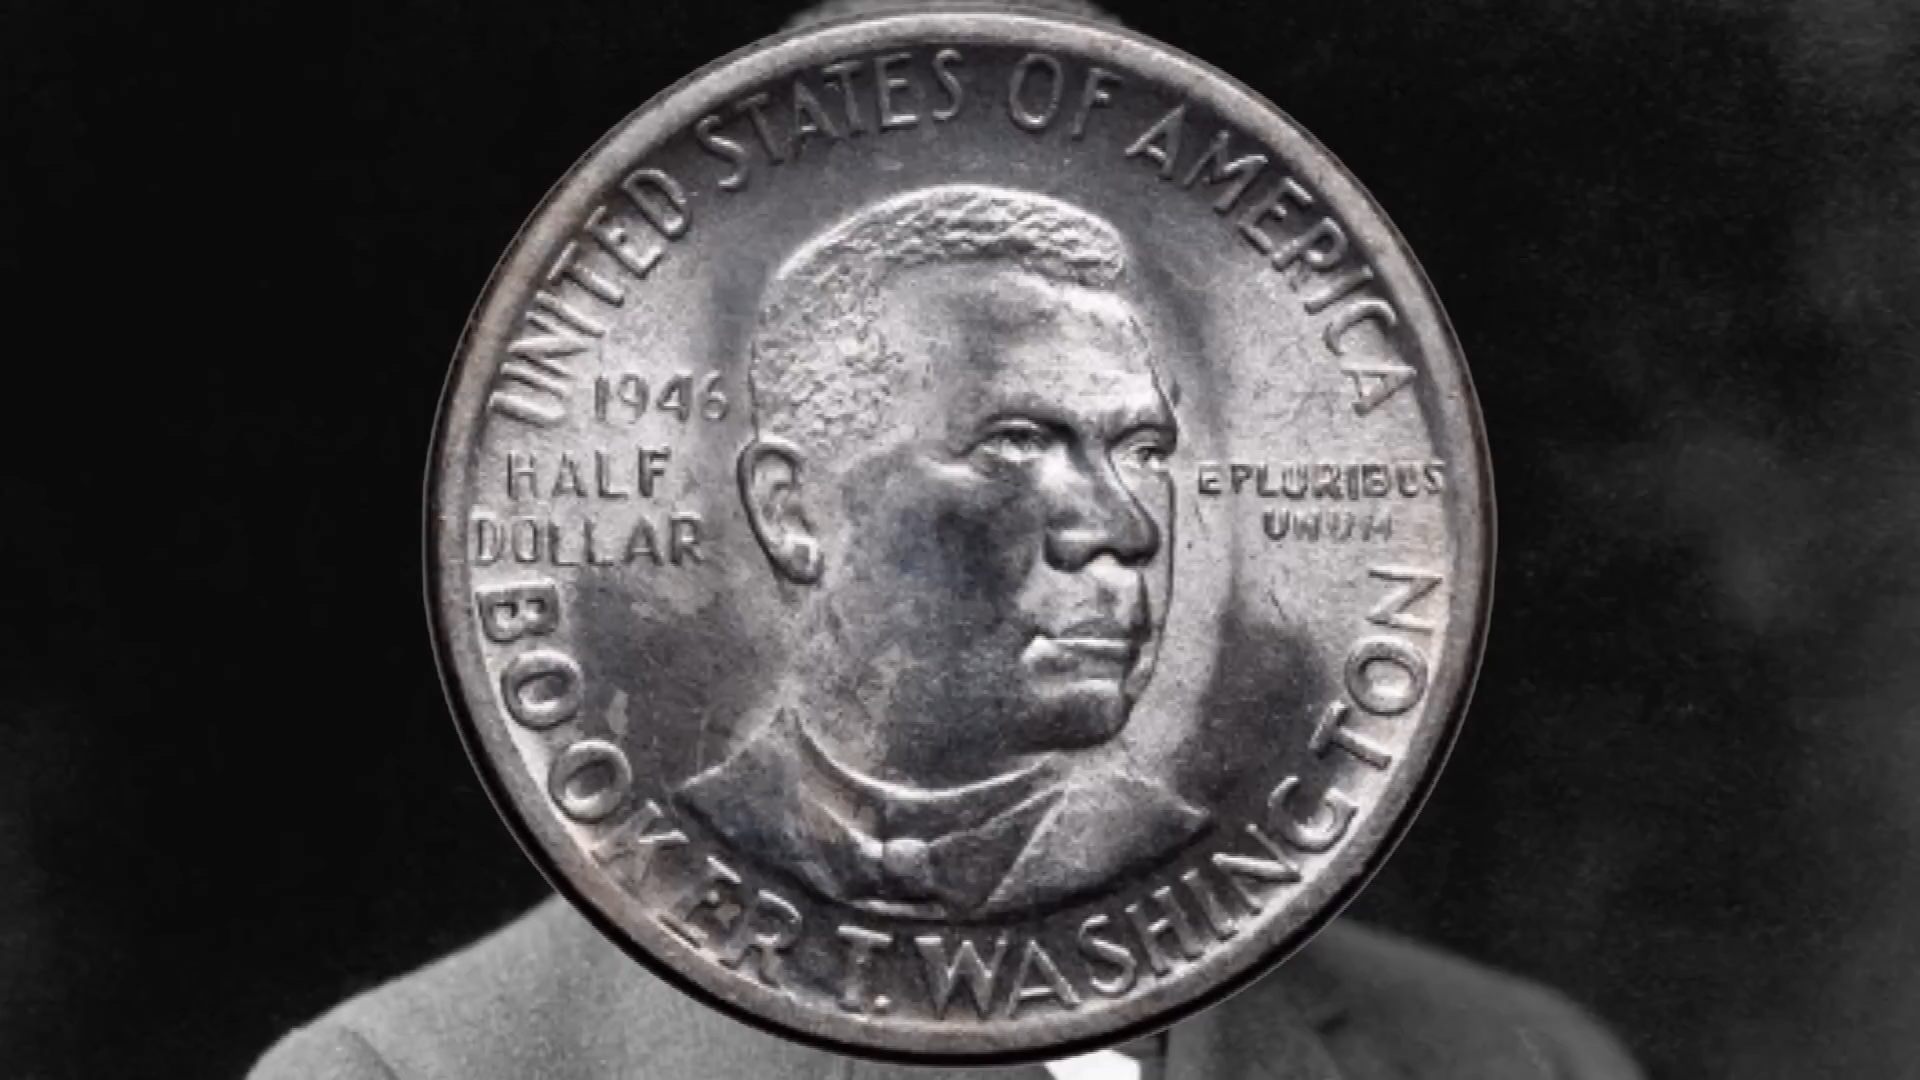 UNITED STATES OF AMERICA
1946
HALF
DOLLAR
E PLURIBUS
UNUM
BOOKER T. WASHINGTON